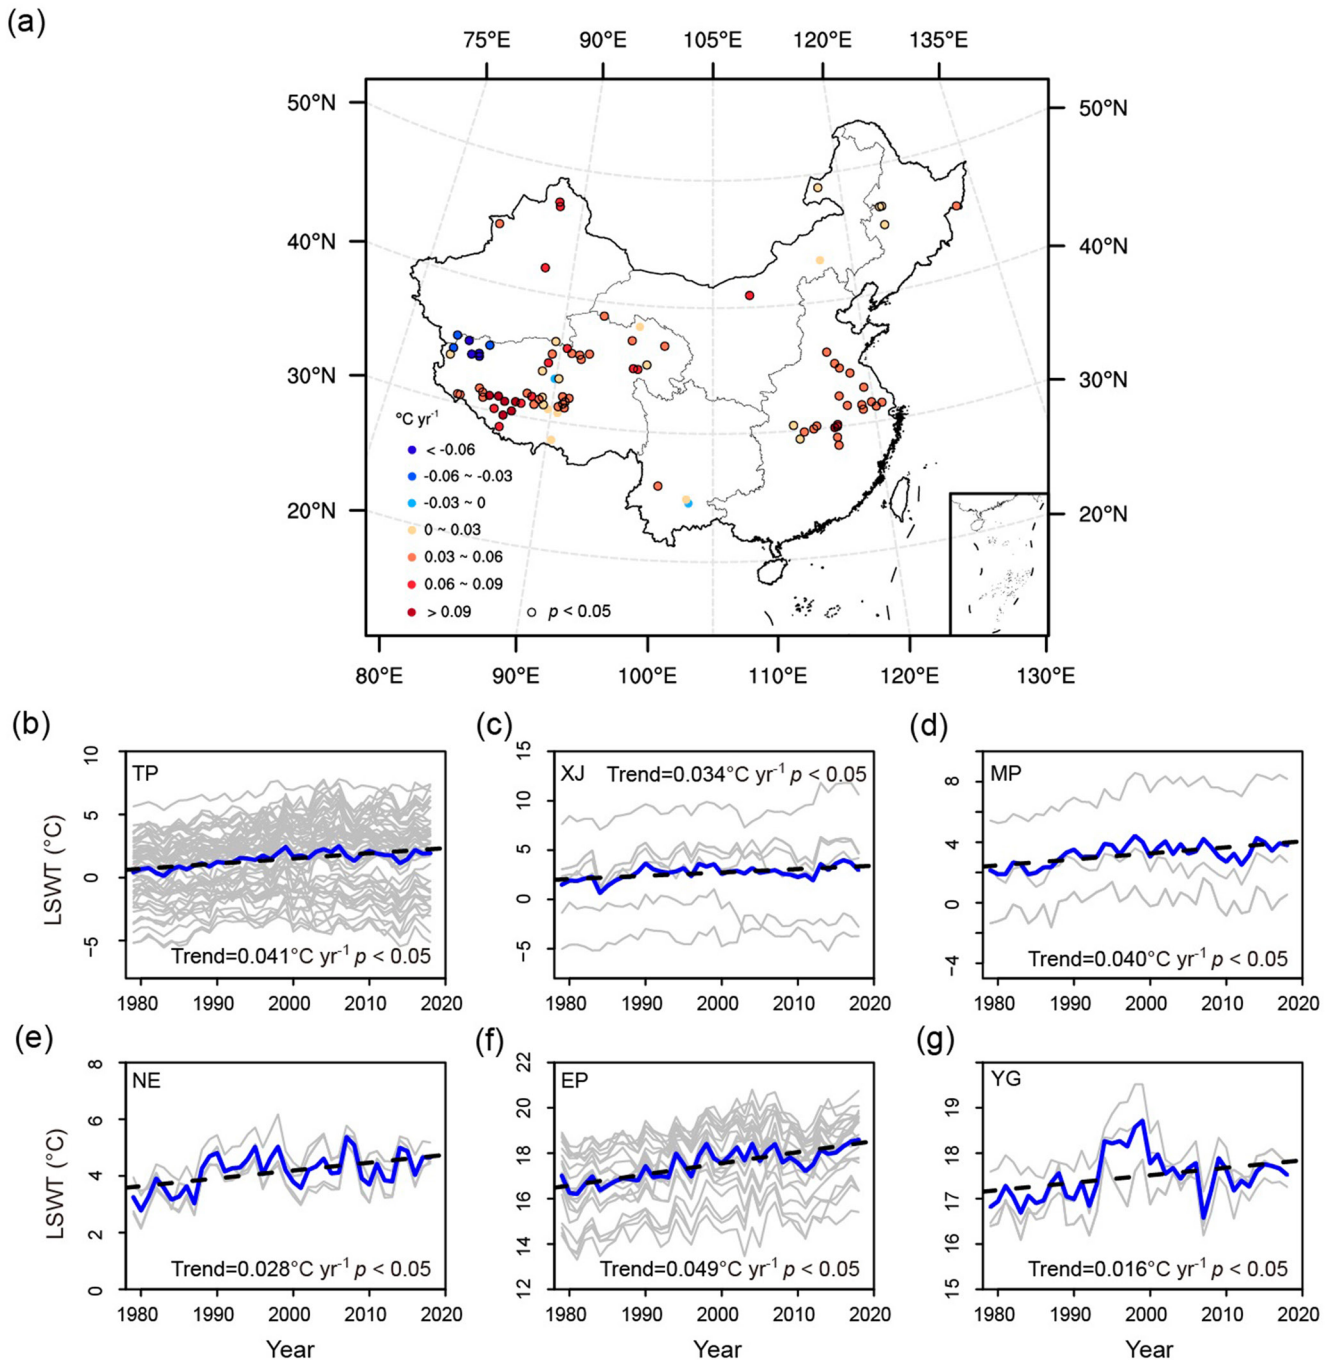 (a)
75°E 90°E 105°E 120°E 135°E
50°N 50°N
40°N 40°N
30°N 30°N
20°N 20°N
°C yr-1
< -0.06
-0.06 ~ -0.03
-0.03 ~ 0
0 ~ 0.03
0.03 ~ 0.06
0.06 ~ 0.09
> 0.09 p < 0.05
80°E 90°E 100°E 110°E 120°E 130°E
(b)
TP
LSWT (°C)
10
5
0
−5
Trend=0.041°C yr-1 p < 0.05
1980 1990 2000 2010 2020
(c)
XJ Trend=0.034°C yr-1 p < 0.05
15
10
5
0
−5
1980 1990 2000 2010 2020
(d)
MP
8
4
0
−4
Trend=0.040°C yr-1 p < 0.05
1980 1990 2000 2010 2020
(e)
NE
LSWT (°C)
8
6
4
2
0
Trend=0.028°C yr-1 p < 0.05
1980 1990 2000 2010 2020
Year
(f)
EP
22
20
18
16
14
12
Trend=0.049°C yr-1 p < 0.05
1980 1990 2000 2010 2020
Year
(g)
YG
19
17
16
15
Trend=0.016°C yr-1 p < 0.05
1980 1990 2000 2010 2020
Year